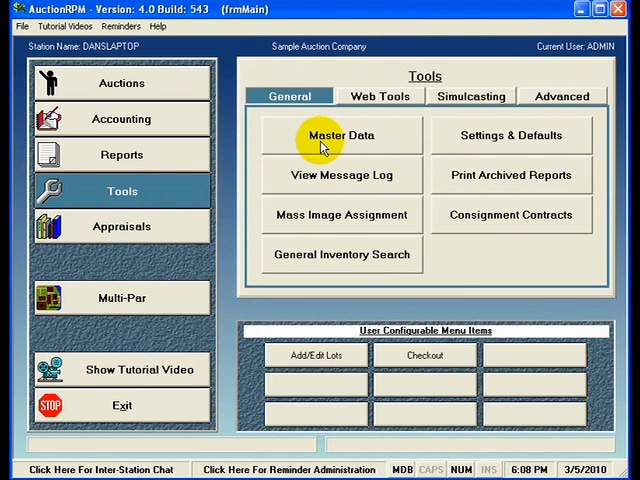 AuctionRPM - Version: 4.0 Build: 543 (frmMain)
File Tutorial Videos Reminders Help
Station Name: DANSLAPTOP Sample Auction Company Current User: ADMIN
Auctions
Accounting
Reports
Tools
Appraisals
Multi-Par
Show Tutorial Video
STOP Exit
Tools
General Web Tools Simulcasting Advanced
Master Data Settings & Defaults
View Message Log Print Archived Reports
Mass Image Assignment Consignment Contracts
General Inventory Search
User Configurable Menu Items
Add/Edit Lots Checkout
Click Here For Inter-Station Chat Click Here For Reminder Administration MDB CAPS NUM INS 6:08 PM 3/5/2010